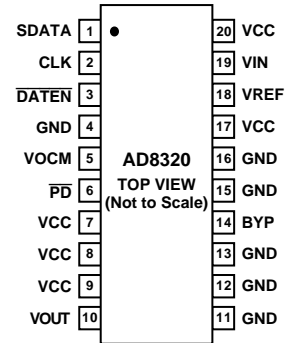 SDATA 1 20 VCC
CLK 2 19 VIN
DATEN 3 18 VREF
GND 4 17 VCC
VOCM 5 AD8320 16 GND
PD 6 TOP VIEW 15 GND
(Not to Scale)
VCC 7 14 BYP
VCC 8 13 GND
VCC 9 12 GND
VOUT 10 11 GND